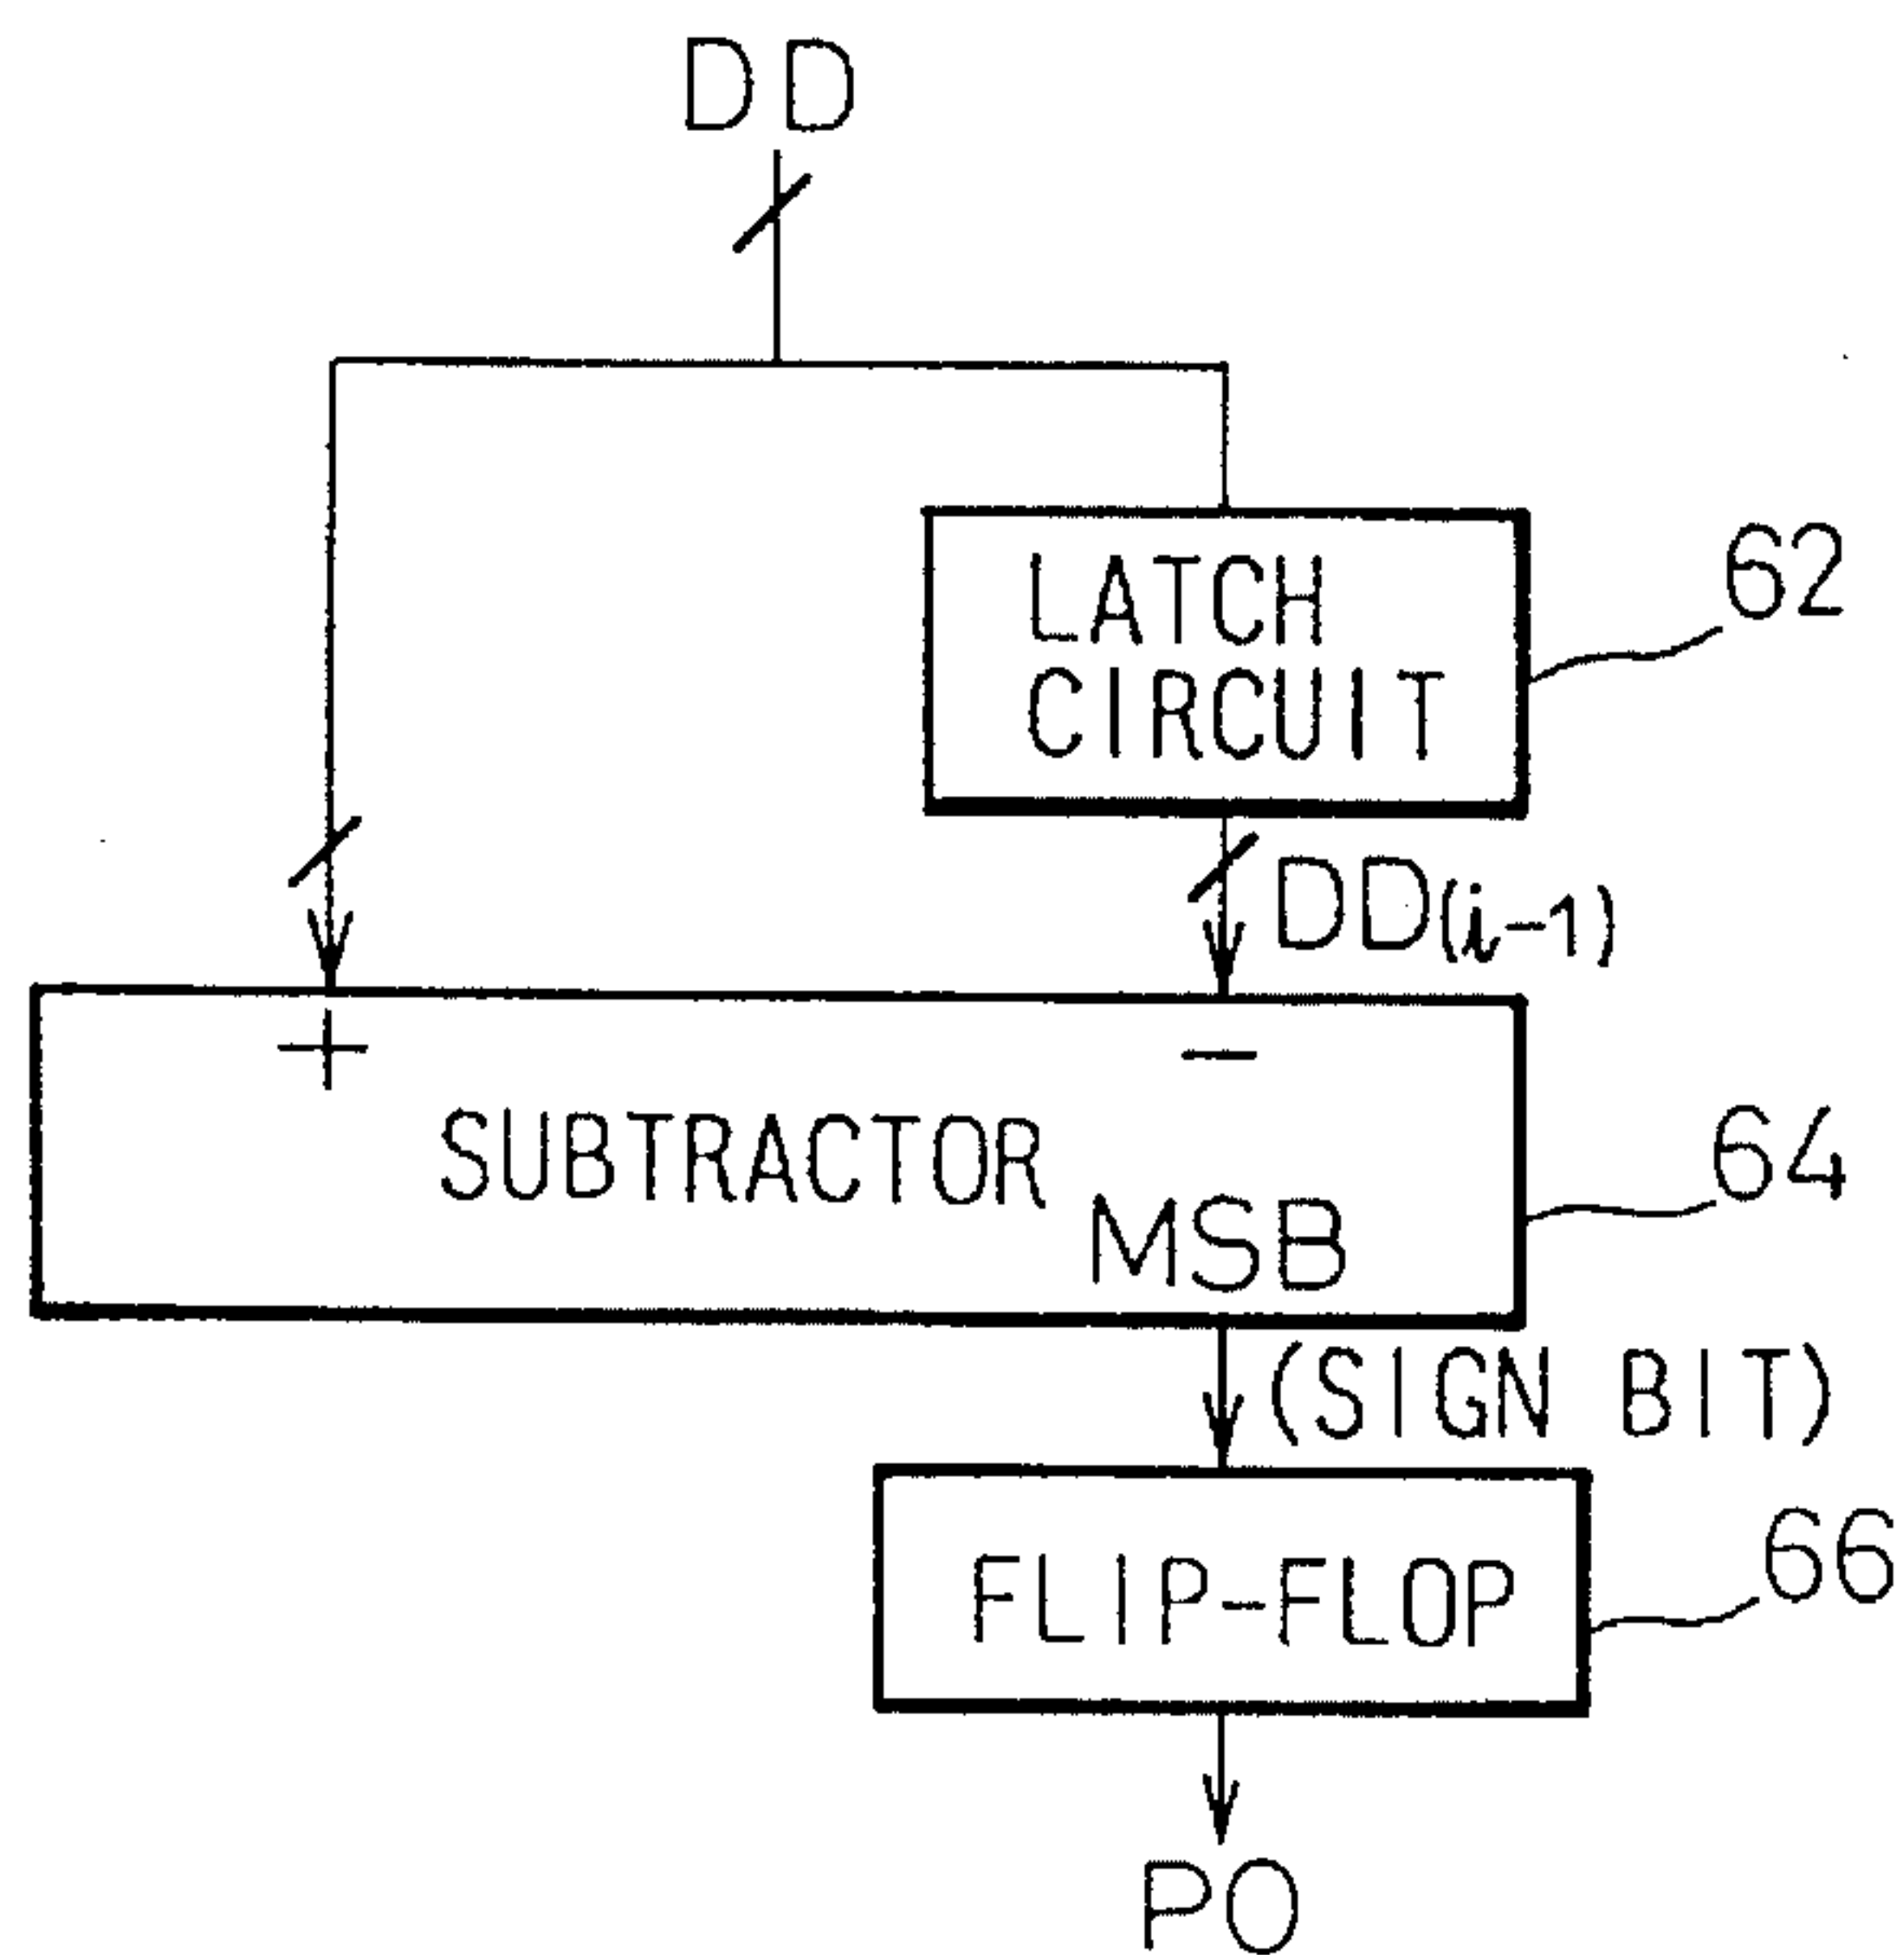 DD
LATCH
CIRCUIT
62
DD(i-1)
+
−
SUBTRACTOR
MSB
64
(SIGN BIT)
FLIP-FLOP
66
PO